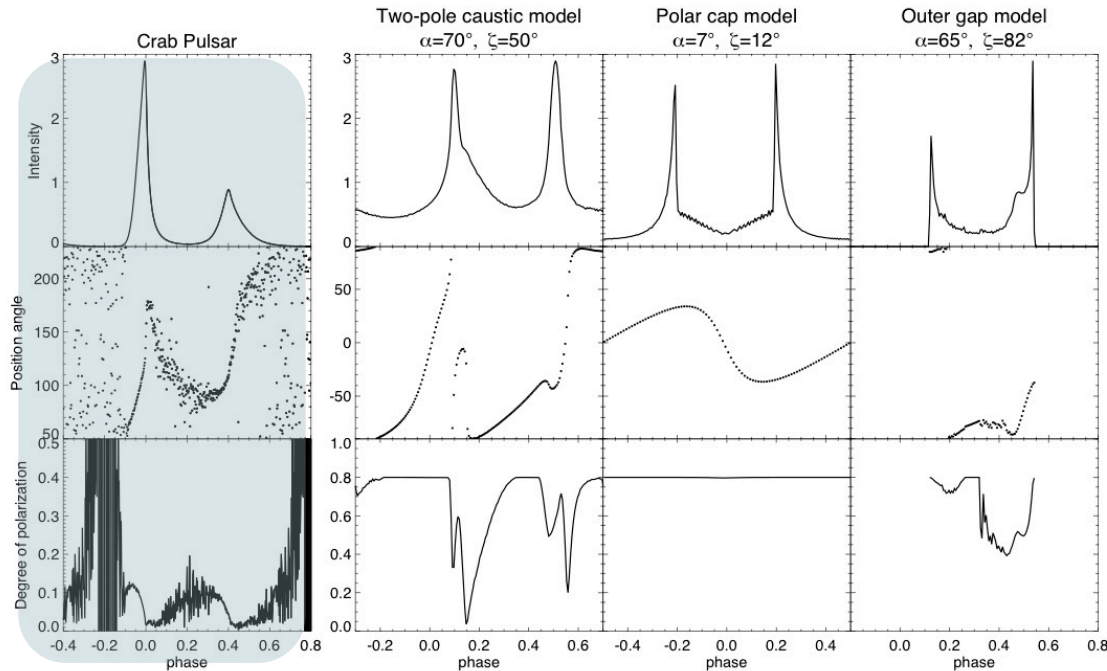 Crab Pulsar
Two-pole caustic model
α=70°, ζ=50°
Polar cap model
α=7°, ζ=12°
Outer gap model
α=65°, ζ=82°
Intensity
3
2
1
0
3
2
1
0
Position angle
200
150
100
50
50
0
-50
Degree of polarization
0.5
0.4
0.3
0.2
0.1
0.0
1.0
0.8
0.6
0.4
0.2
0.0
-0.4 -0.2 0.0 0.2 0.4 0.6 0.8
phase
-0.2 0.0 0.2 0.4 0.6
phase
-0.4 -0.2 0.0 0.2 0.4
phase
0.0 0.2 0.4 0.6 0.8
phase